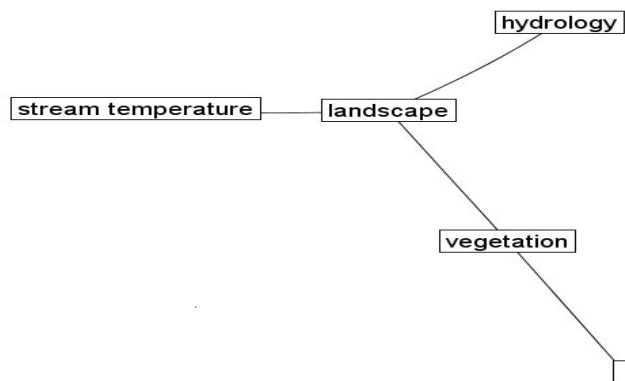 hydrology
stream temperature
landscape
vegetation